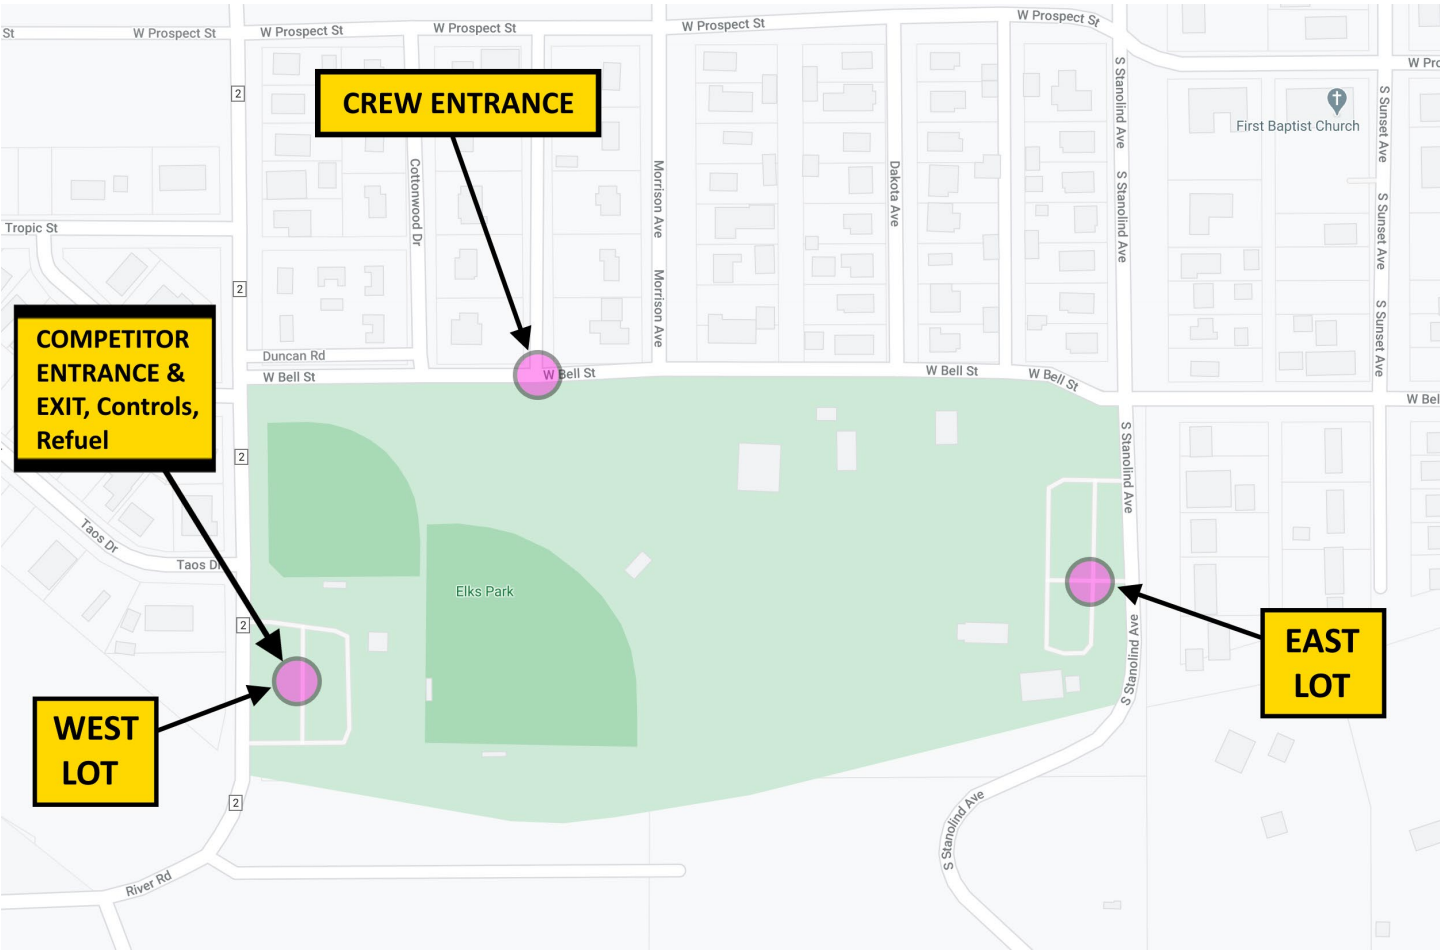 St
W Prospect St
W Prospect St
W Prospect St
W Prospect St
W Prospect St
W Pro
2
CREW ENTRANCE
First Baptist Church
S Stanolind Ave
S Stanolind Ave
S Sunset Ave
S Sunset Ave
S Sunset Ave
Cottonwood Dr
Morrison Ave
Morrison Ave
Dakota Ave
Tropic St
2
COMPETITOR
ENTRANCE &
EXIT, Controls,
Refuel
Duncan Rd
W Bell St
W Bell St
W Bell St
W Bell St
W Bel
2
S Stanolind Ave
Taos Dr
Taos Dr
Elks Park
2
EAST
LOT
S Stanolind Ave
WEST
LOT
2
S Stanolind Ave
River Rd